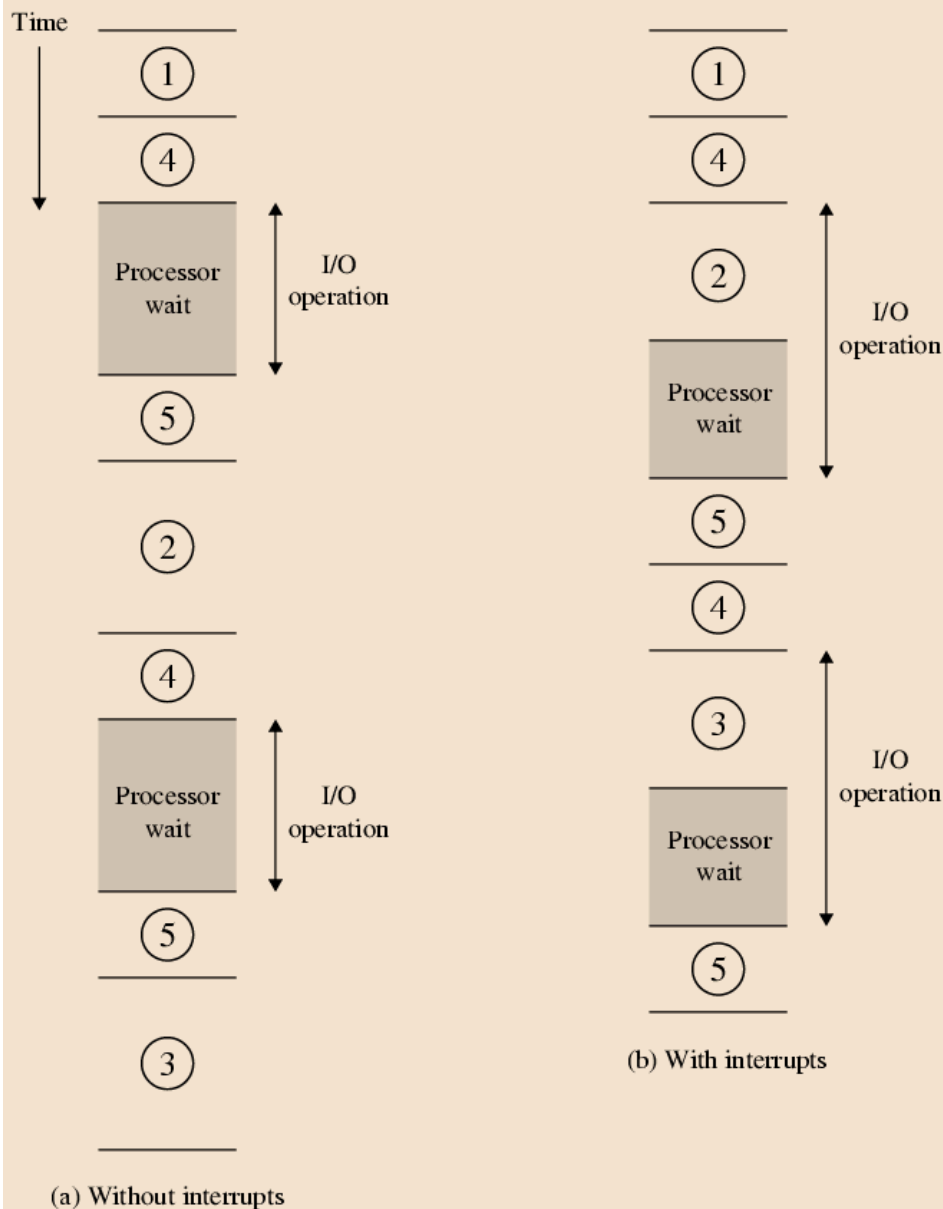 Time
1
4
Processor
wait
I/O
operation
5
2
4
Processor
wait
I/O
operation
5
3
(a) Without interrupts
1
4
2
I/O
operation
Processor
wait
5
4
3
I/O
operation
Processor
wait
5
(b) With interrupts